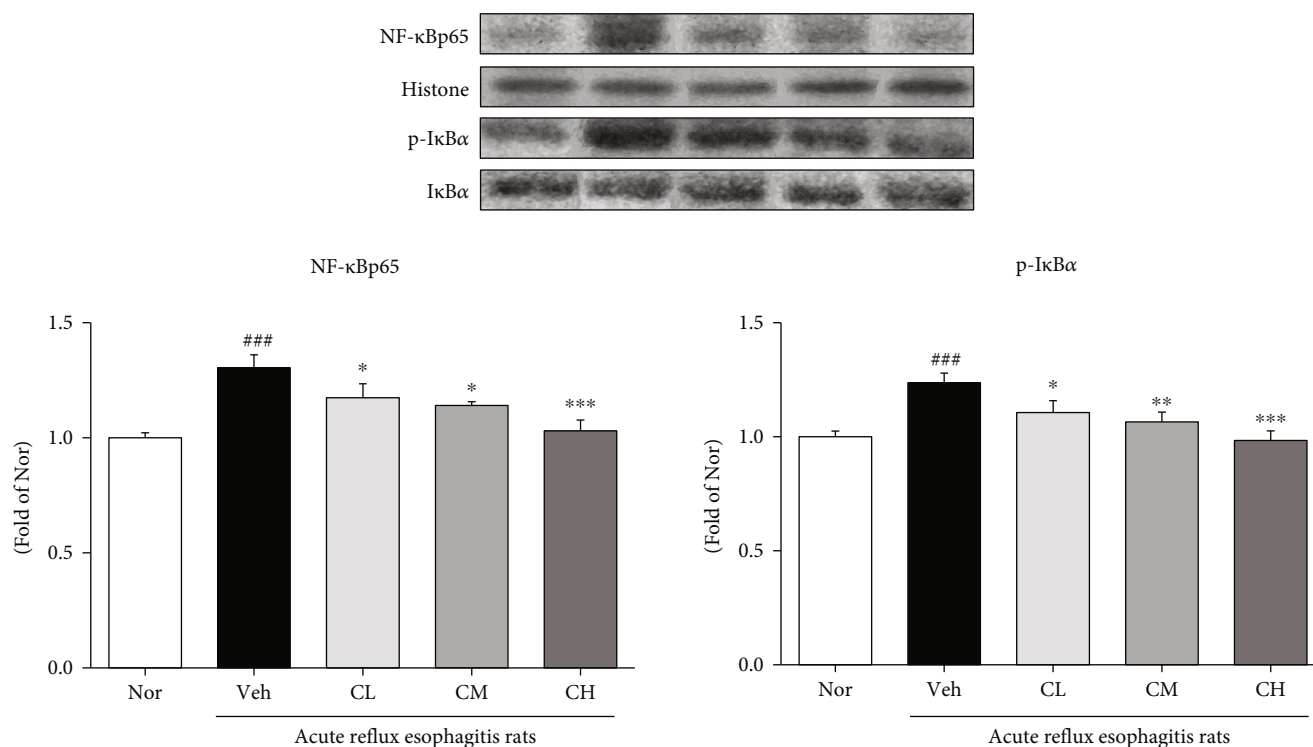 NF-κBp65
Histone
p-IκBα
IκBα
NF-κBp65
(Fold of Nor)
1.5
1.0
0.5
0.0
###
*
*
***
Nor Veh CL CM CH
Acute reflux esophagitis rats
p-IκBα
(Fold of Nor)
1.5
1.0
0.5
0.0
###
*
**
***
Nor Veh CL CM CH
Acute reflux esophagitis rats